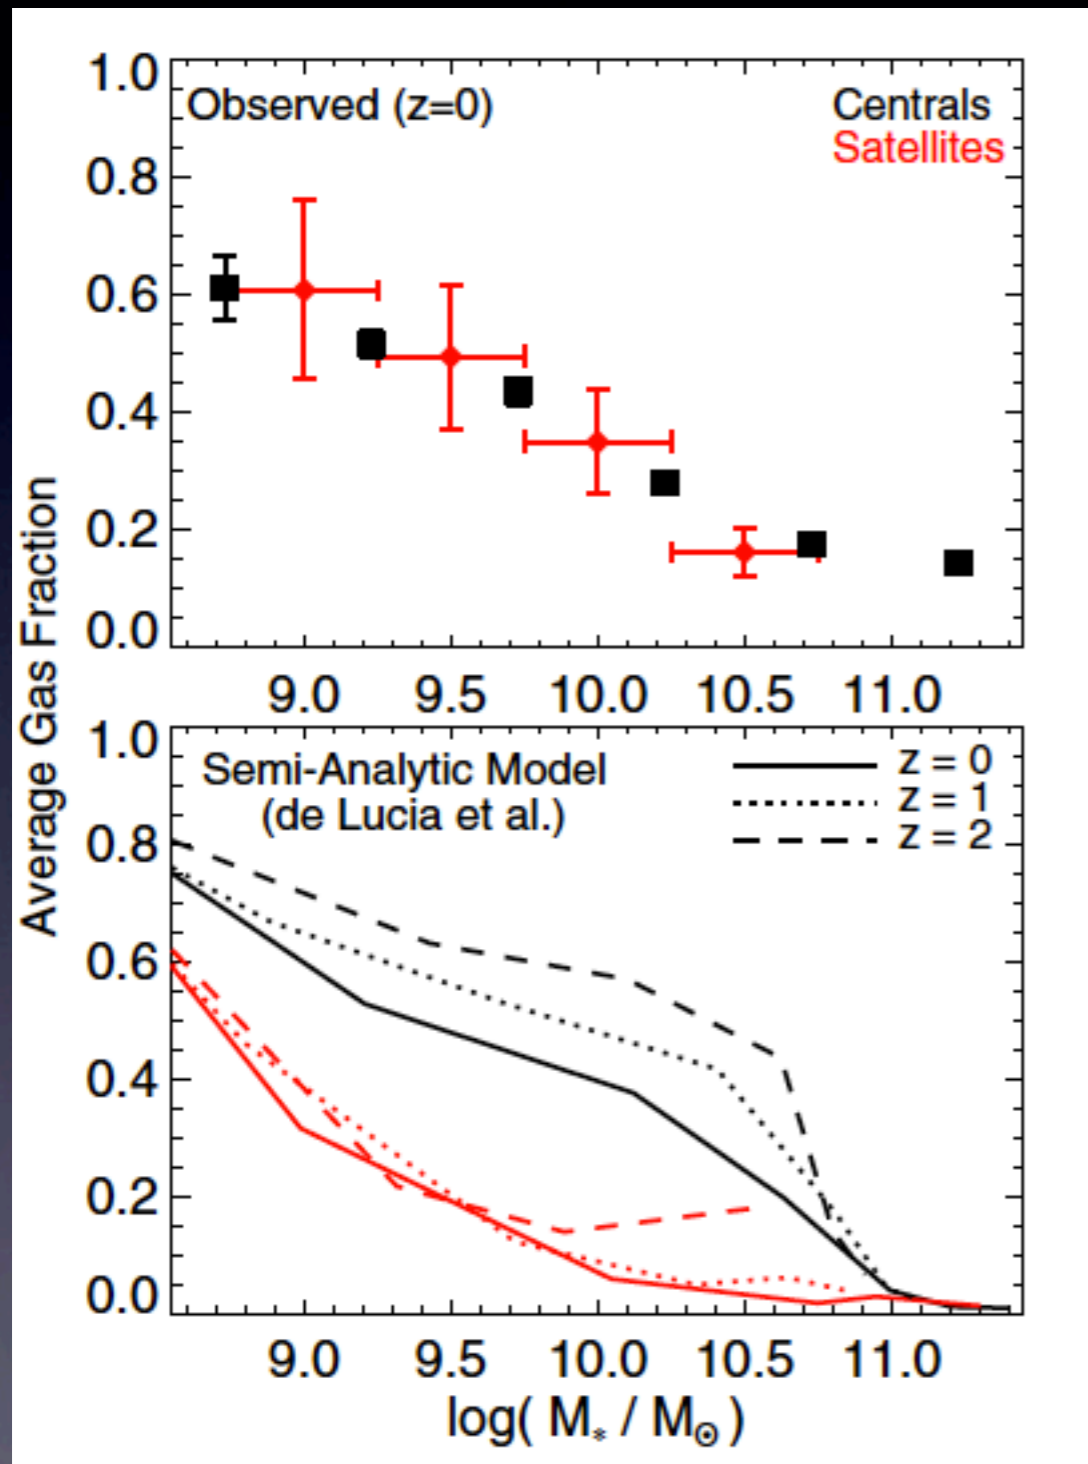 Observed (z=0)
Centrals
Satellites
1.0
0.8
0.6
0.4
0.2
0.0
9.0 9.5 10.0 10.5 11.0
Average Gas Fraction
Semi-Analytic Model
(de Lucia et al.)
z = 0
z = 1
z = 2
1.0
0.8
0.6
0.4
0.2
0.0
9.0 9.5 10.0 10.5 11.0
log( M* / M⊙)